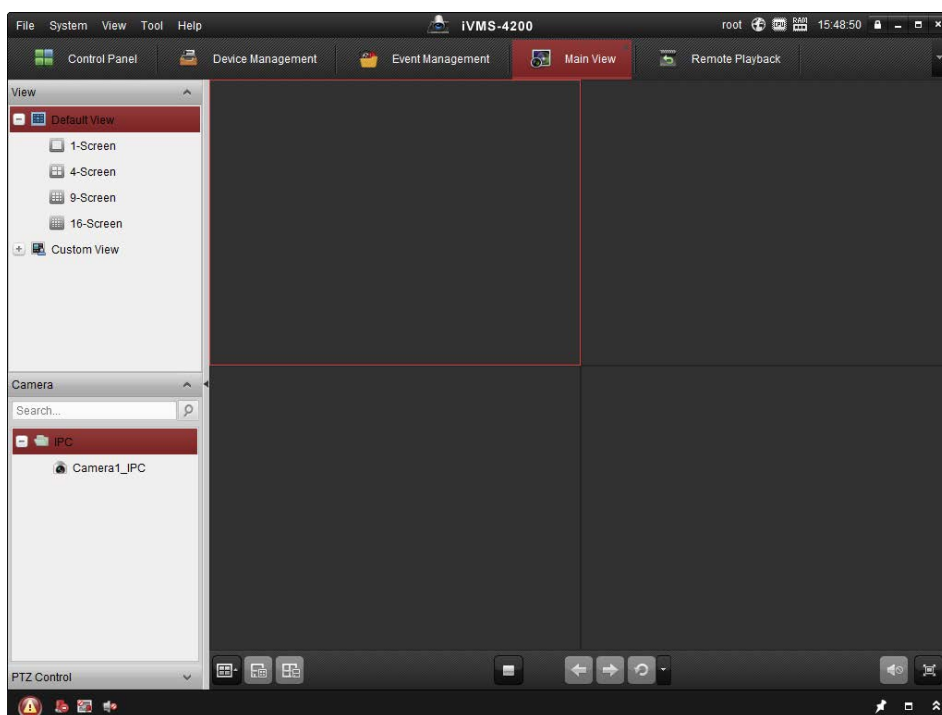 File System View Tool Help iVMS-4200 root CPU RAM 15:48:50
Control Panel Device Management Event Management Main View Remote Playback
View
Default View
1-Screen
4-Screen
9-Screen
16-Screen
Custom View
Camera
Search...
IPC
Camera1_IPC
PTZ Control